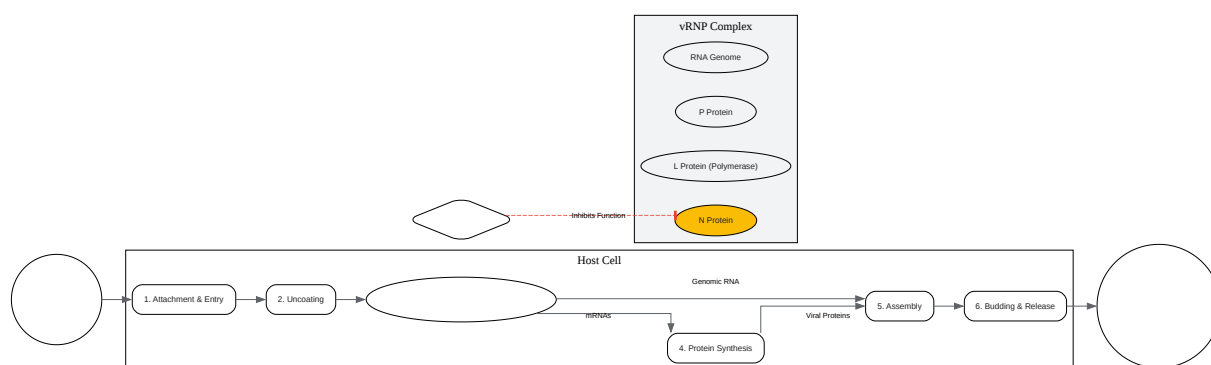 vRNP Complex
RNA Genome
P Protein
L Protein (Polymerase)
N Protein
Inhibits Function
Host Cell
1. Attachment & Entry
2. Uncoating
Genomic RNA
mRNAs
4. Protein Synthesis
Viral Proteins
5. Assembly
6. Budding & Release